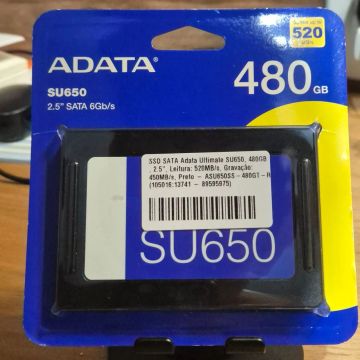 520
ADATA
480 GB
SU650
2.5" SATA 6Gb/s
SSD SATA Adata Ultimate SU650, 480GB
, 2.5", Leitura: 520MB/s, Gravação:
450MB/s, Preto - ASU650SS-480GT-R
(105016:13741 - 89595975)
SU650